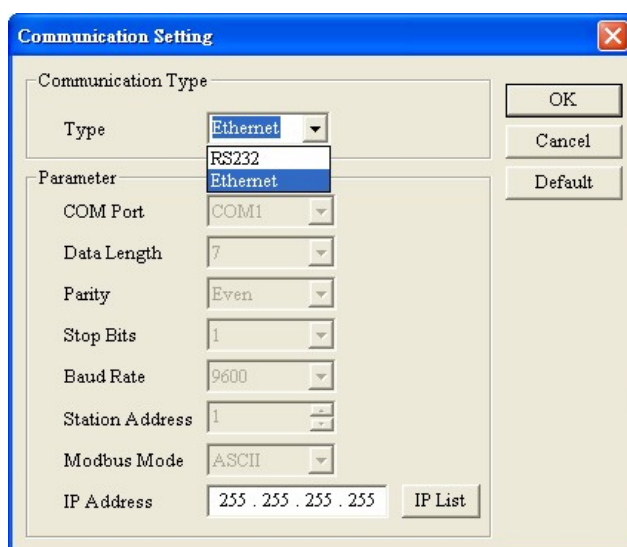 Communication Setting
Communication Type
Type Ethernet
RS232
Ethernet
OK
Cancel
Default
Parameter
COM Port COM1
Data Length 7
Parity Even
Stop Bits 1
Baud Rate 9600
Station Address 1
Modbus Mode ASCII
IP Address 255 . 255 . 255 . 255 IP List